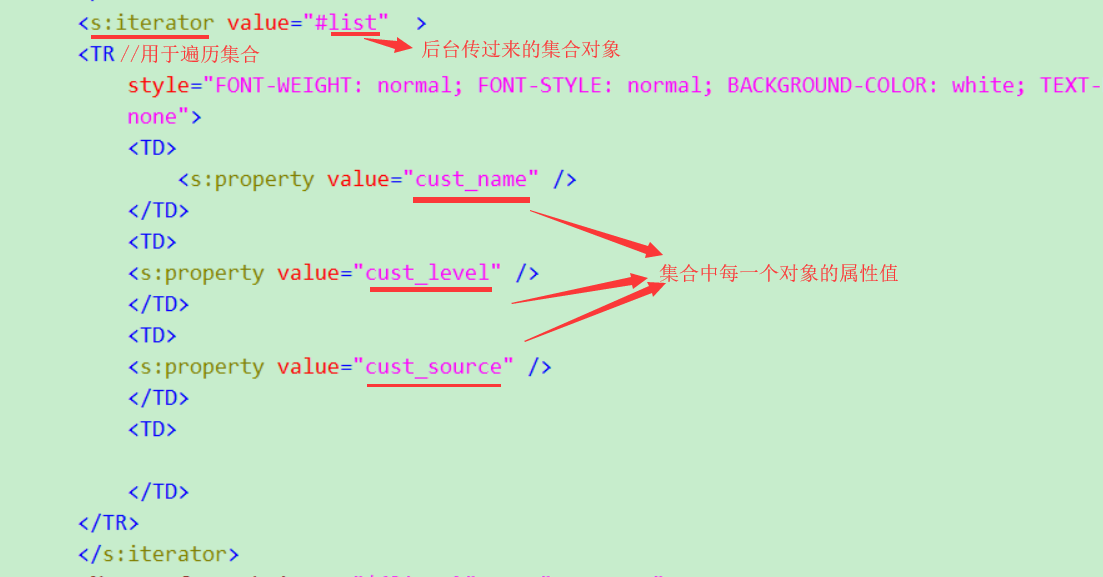 <s:iterator value="#list"  >
<TR //用于遍历集合
后台传过来的集合对象
style="FONT-WEIGHT: normal; FONT-STYLE: normal; BACKGROUND-COLOR: white; TEXT-
none">
<TD>
<s:property value="cust_name" />
</TD>
<TD>
<s:property value="cust_level" />
集合中每一个对象的属性值
</TD>
<TD>
<s:property value="cust_source" />
</TD>
<TD>
</TD>
</TR>
</s:iterator>